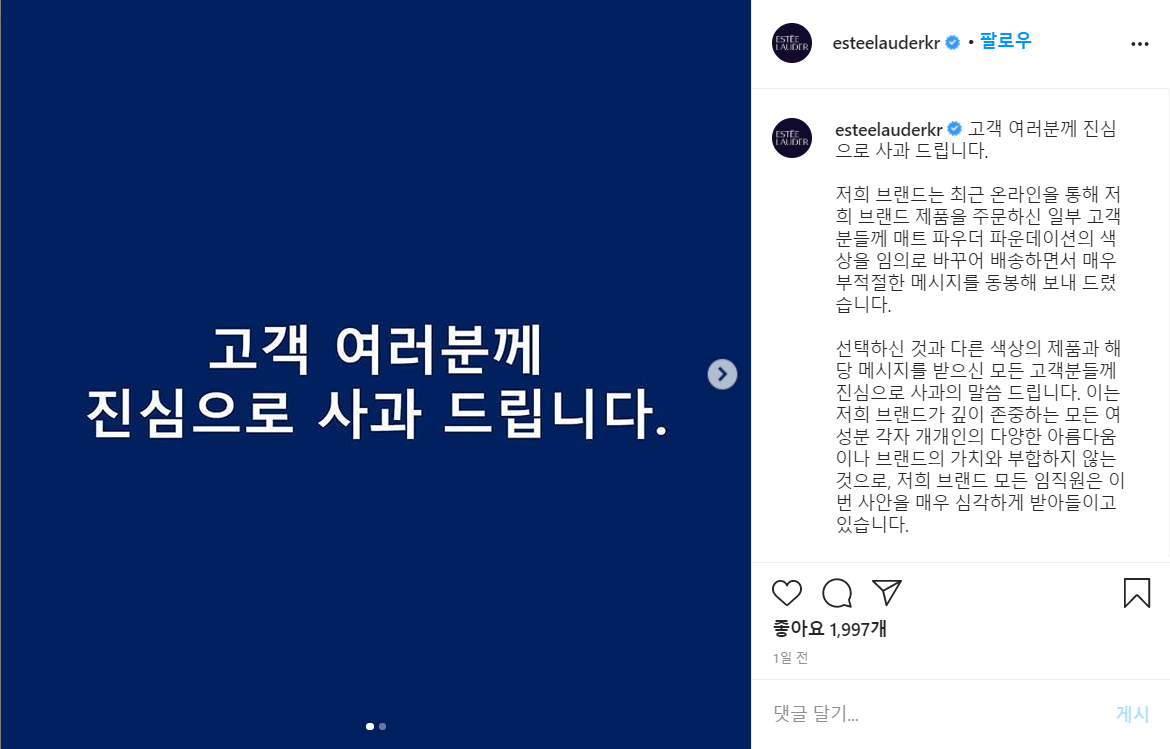 고객 여러분께
진심으로 사과 드립니다.
ESTĒE
LAUDER
esteelauderkr • 팔로우
ESTĒE
LAUDER
esteelauderkr 고객 여러분께 진심
으로 사과 드립니다.
저희 브랜드는 최근 온라인을 통해 저
희 브랜드 제품을 주문하신 일부 고객
분들께 매트 파우더 파운데이션의 색
상을 임의로 바꾸어 배송하면서 매우
부적절한 메시지를 동봉해 보내 드렸
습니다.
선택하신 것과 다른 색상의 제품과 해
당 메시지를 받으신 모든 고객분들께
진심으로 사과의 말씀 드립니다. 이는
저희 브랜드가 깊이 존중하는 모든 여
성분 각자 개개인의 다양한 아름다움
이나 브랜드의 가치와 부합하지 않는
것으로, 저희 브랜드 모든 임직원은 이
번 사안을 매우 심각하게 받아들이고
있습니다.
좋아요 1,997개
1일 전
댓글 달기...
게시